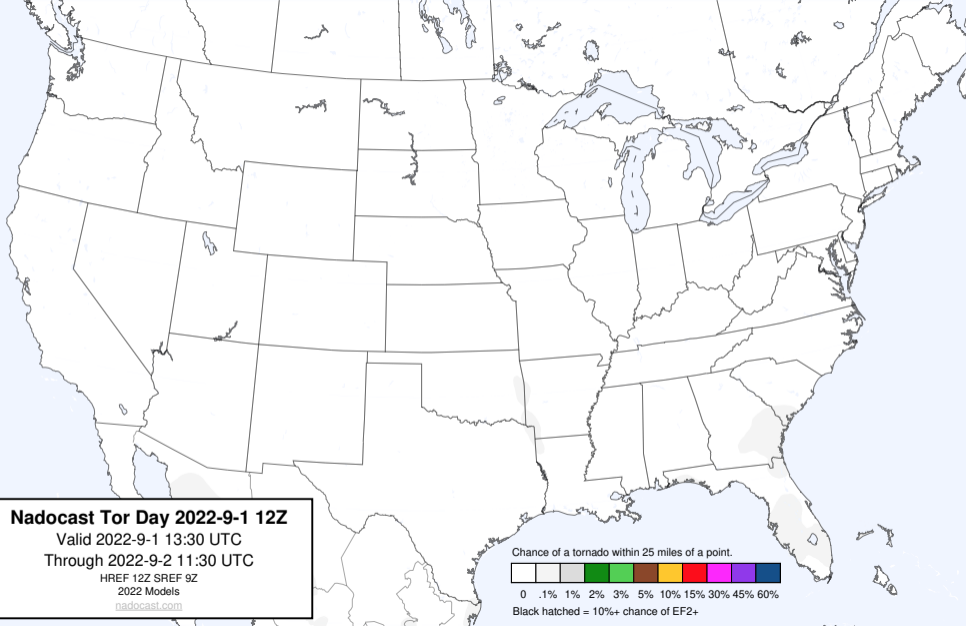 Nadocast Tor Day 2022-9-1 12Z
Valid 2022-9-1 13:30 UTC
Through 2022-9-2 11:30 UTC
HREF 12Z SREF 9Z
2022 Models
nadocast.com
Chance of a tornado within 25 miles of a point.
0 .1% 1% 2% 3% 5% 10% 15% 30% 45% 60%
Black hatched = 10%+ chance of EF2+